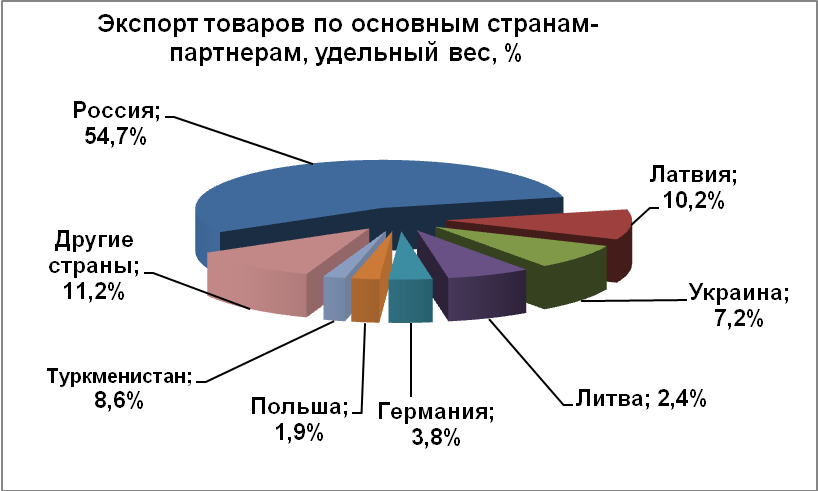 Экспорт товаров по основным странам-
партнерам, удельный вес, %
Россия;
54,7%
Латвия;
10,2%
Другие
страны;
11,2%
Украина;
7,2%
Туркменистан;
8,6%
Польша;
1,9%
Германия;
3,8%
Литва; 2,4%